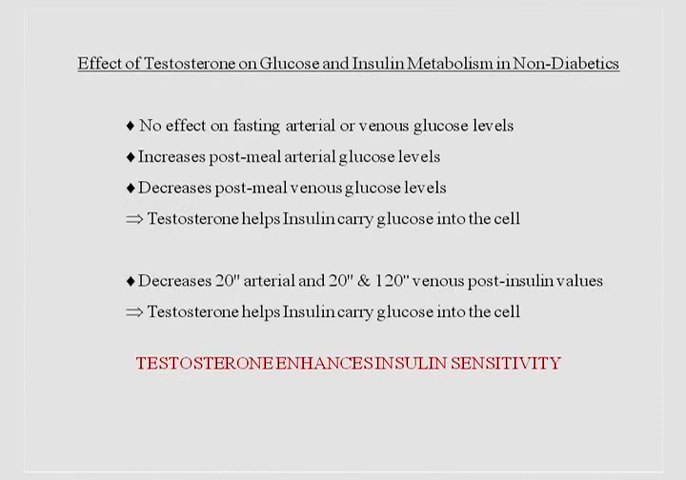 Effect of Testosterone on Glucose and Insulin Metabolism in Non-Diabetics
♦ No effect on fasting arterial or venous glucose levels
♦ Increases post-meal arterial glucose levels
♦ Decreases post-meal venous glucose levels
⇒ Testosterone helps Insulin carry glucose into the cell
♦ Decreases 20" arterial and 20" & 120" venous post-insulin values
⇒ Testosterone helps Insulin carry glucose into the cell
TESTOSTERONE ENHANCES INSULIN SENSITIVITY